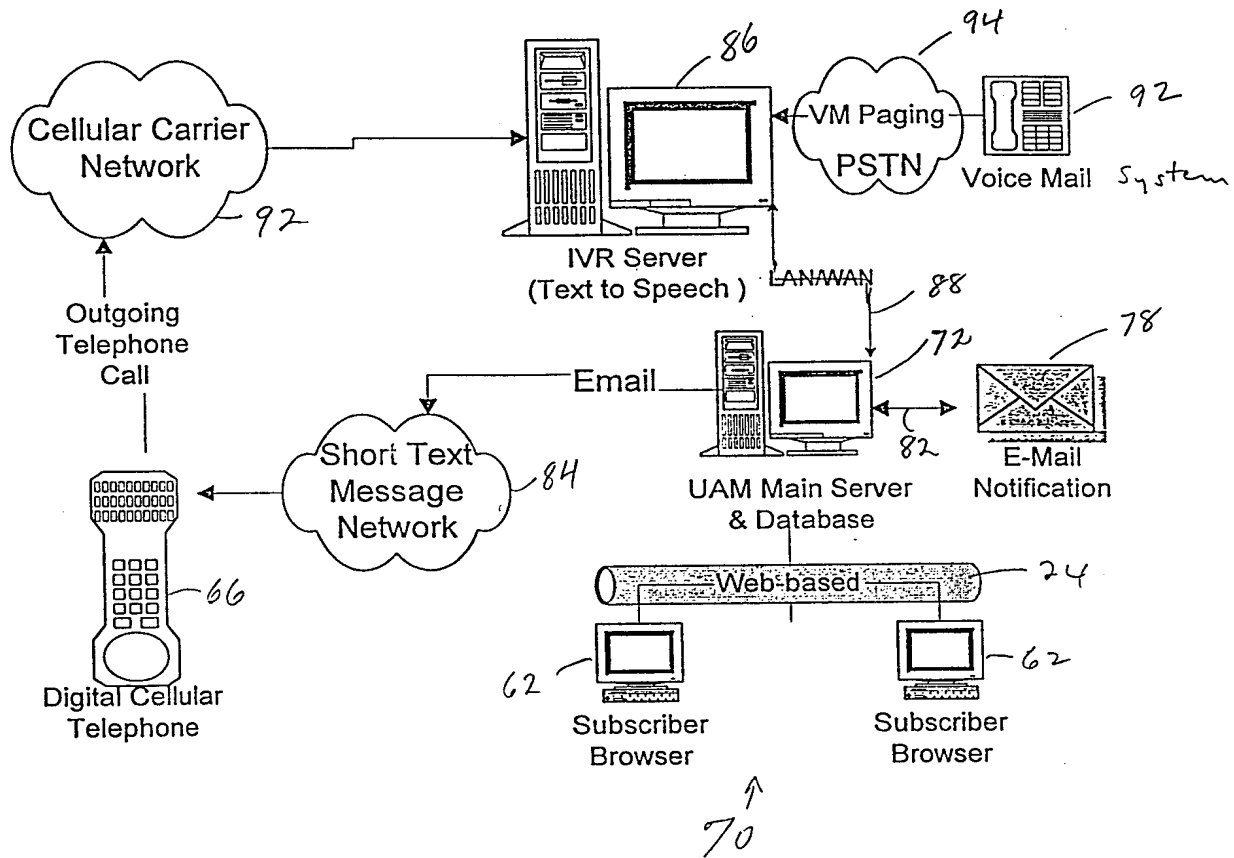 94
86
92
Cellular Carrier
Network
VM Paging
PSTN
Voice Mail System
92
IVR Server
(Text to Speech )
LAN/WAN
88
Outgoing
Telephone
Call
78
72
Email
82
E-Mail
Notification
Short Text
Message
Network
84
UAM Main Server
& Database
24
Web-based
66
62
62
Digital Cellular
Telephone
Subscriber
Browser
Subscriber
Browser
70